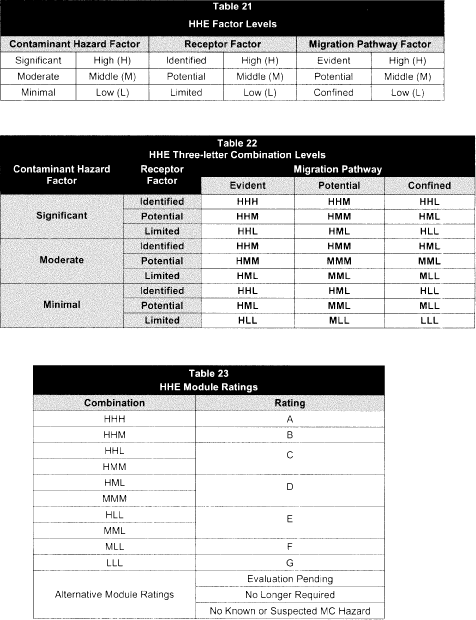 Table 21
HHE Factor Levels
Contaminant Hazard Factor Receptor Factor Migration Pathway Factor
Significant High (H) Identified High (H) Evident High (H)
Moderate Middle (M) Potential Middle (M) Potential Middle (M)
Minimal Low (L) Limited Low (L) Confined Low (L)
Table 22
HHE Three-letter Combination Levels
Contaminant Hazard Factor Receptor Factor Migration Pathway
Evident Potential Confined
Significant Identified HHH HHM HHL
Potential HHM HMM HML
Limited HHL HML HLL
Moderate Identified HHM HMM HML
Potential HMM MMM MML
Limited HML MML MLL
Minimal Identified HHL HML HLL
Potential HML MML MLL
Limited HLL MLL LLL
Table 23
HHE Module Ratings
Combination Rating
HHH A
HHM B
HHL C
HMM
HML D
MMM
HLL E
MML
MLL F
LLL G
Alternative Module Ratings Evaluation Pending
No Longer Required
No Known or Suspected MC Hazard